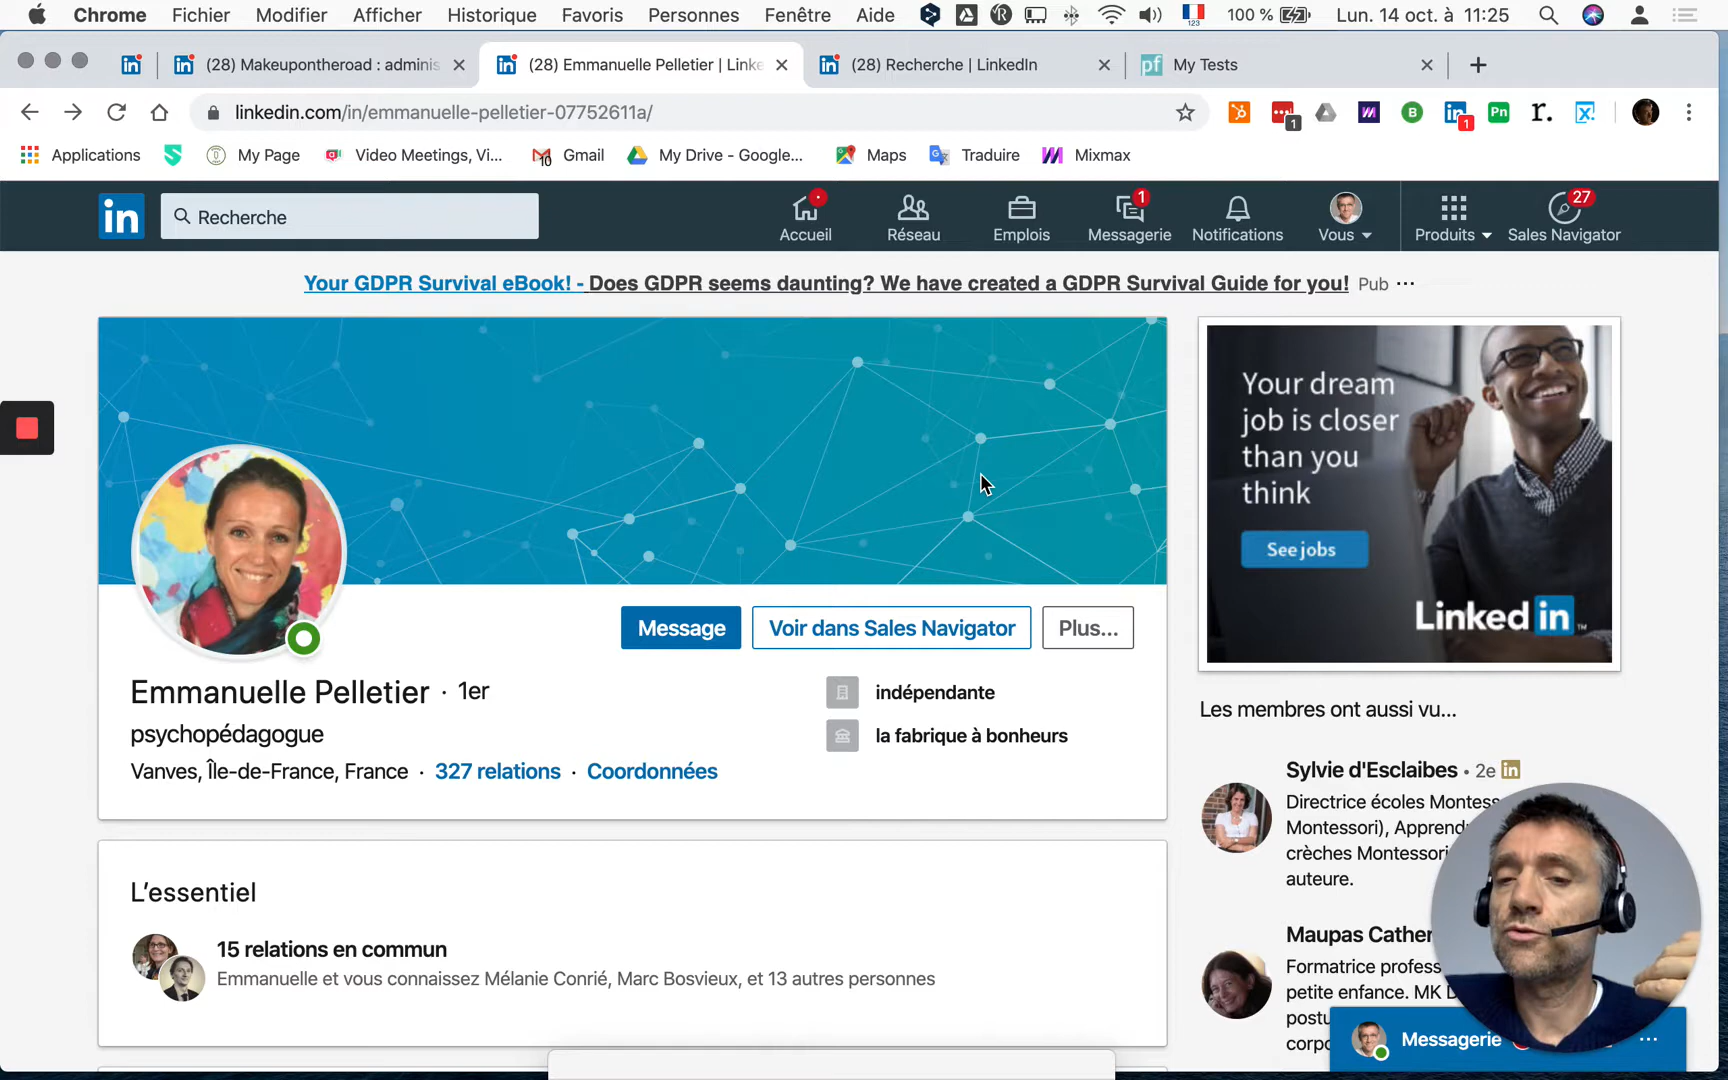 Chrome Fichier Modifier Afficher Historique Favoris Personnes Fenêtre Aide 123 100 % Lun. 14 oct. à 11:25
(28) Makeupontheroad : adminis (28) Emmanuelle Pelletier | Linke (28) Recherche | LinkedIn pf My Tests
linkedin.com/in/emmanuelle-pelletier-07752611a/
Applications My Page Video Meetings, Vi... Gmail My Drive - Google... Maps Traduire Mixmax
in Recherche Accueil Réseau Emplois 1 Messagerie Notifications Vous Produits 27 Sales Navigator
Your GDPR Survival eBook! - Does GDPR seems daunting? We have created a GDPR Survival Guide for you! Pub ...
Your dream
job is closer
than you
think
See jobs
Linked in
Message Voir dans Sales Navigator Plus...
Emmanuelle Pelletier · 1er
psychopédagogue
Vanves, Île-de-France, France · 327 relations · Coordonnées
indépendante
la fabrique à bonheurs
L'essentiel
15 relations en commun
Emmanuelle et vous connaissez Mélanie Conrié, Marc Bosvieux, et 13 autres personnes
Les membres ont aussi vu...
Sylvie d'Esclaibes • 2e in
Directrice écoles Montess
Montessori), Apprend
crèches Montessori
auteure.
Maupas Cather
Formatrice profess
petite enfance. MK D
postu
corpo
Messagerie ...